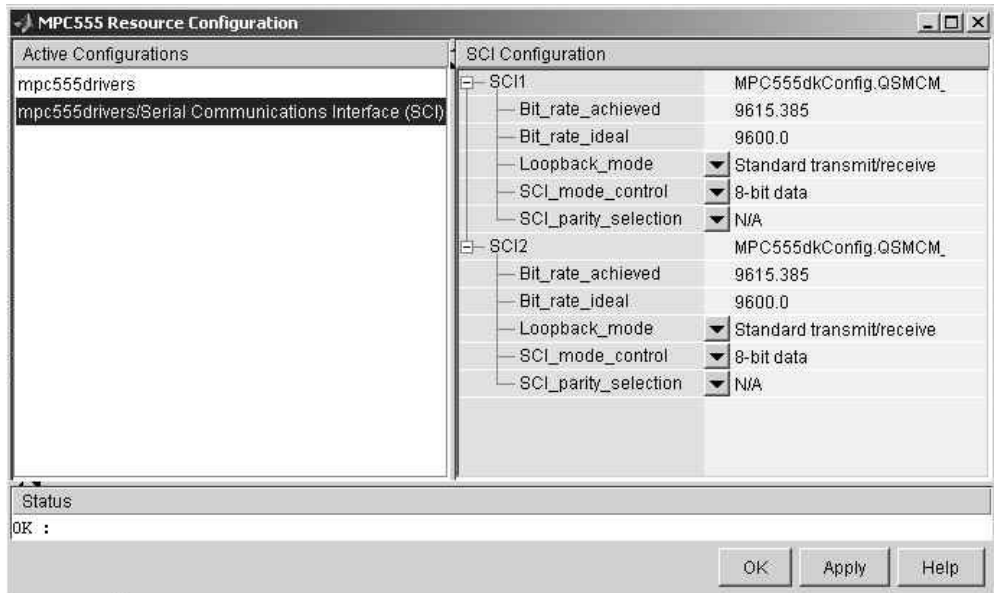 MPC555 Resource Configuration
Active Configurations
mpc555drivers
mpc555drivers/Serial Communications Interface (SCI)
SCI Configuration
SCI1 MPC555dkConfig.QSMCM_
Bit_rate_achieved 9615.385
Bit_rate_ideal 9600.0
Loopback_mode Standard transmit/receive
SCI_mode_control 8-bit data
SCI_parity_selection N/A
SCI2 MPC555dkConfig.QSMCM_
Bit_rate_achieved 9615.385
Bit_rate_ideal 9600.0
Loopback_mode Standard transmit/receive
SCI_mode_control 8-bit data
SCI_parity_selection N/A
Status
OK :
OK Apply Help